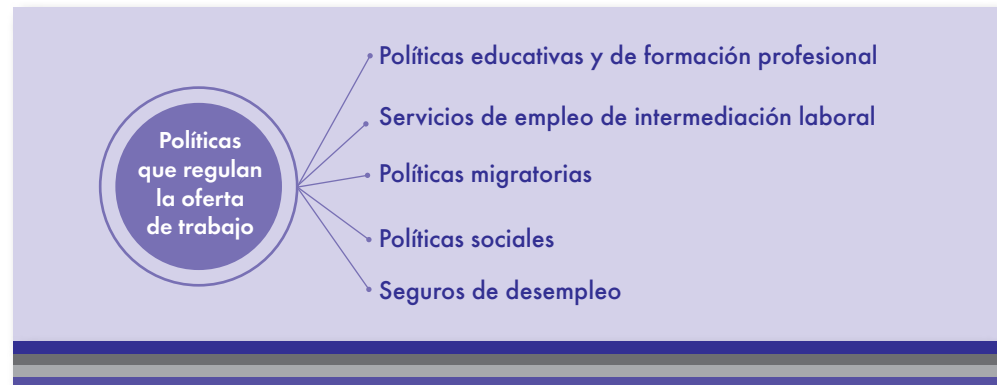 Políticas
que regulan
la oferta
de trabajo
Políticas educativas y de formación profesional
Servicios de empleo de intermediación laboral
Políticas migratorias
Políticas sociales
Seguros de desempleo